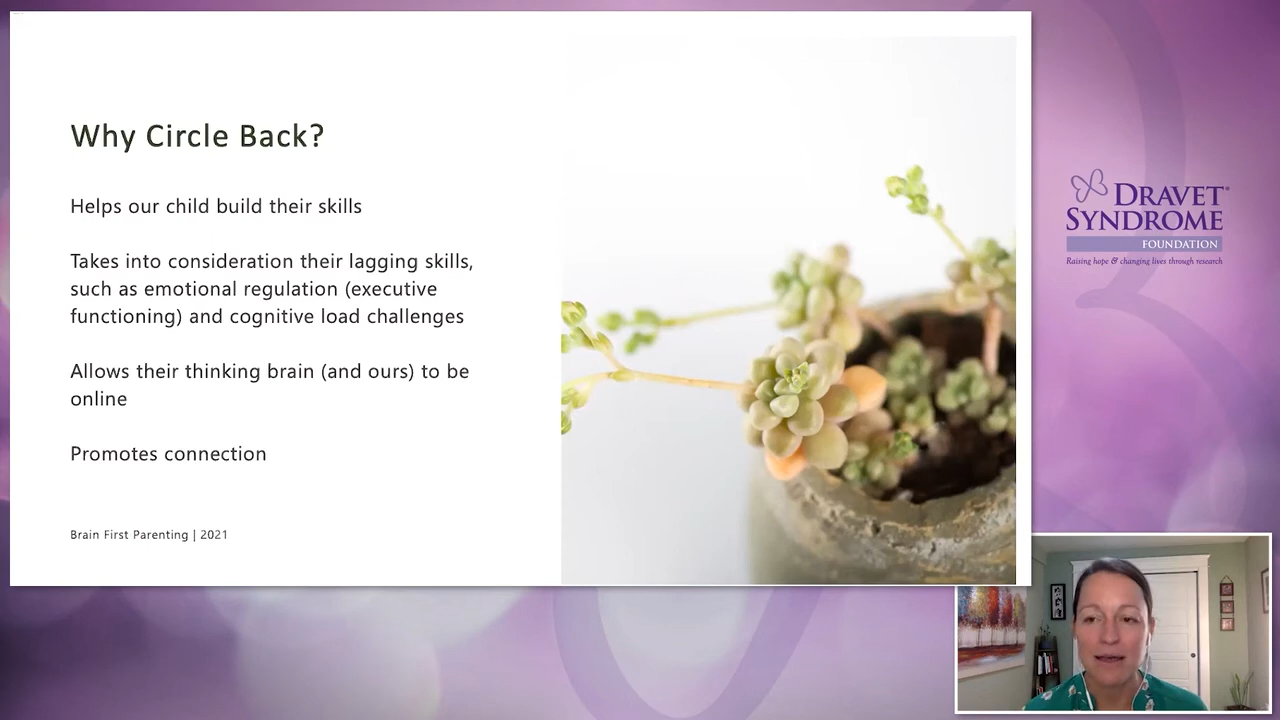 Why Circle Back?
Helps our child build their skills
Takes into consideration their lagging skills,
such as emotional regulation (executive
functioning) and cognitive load challenges
Allows their thinking brain (and ours) to be
online
Promotes connection
Brain First Parenting | 2021
DRAVET®
SYNDROME
FOUNDATION
Raising hope & changing lives through research